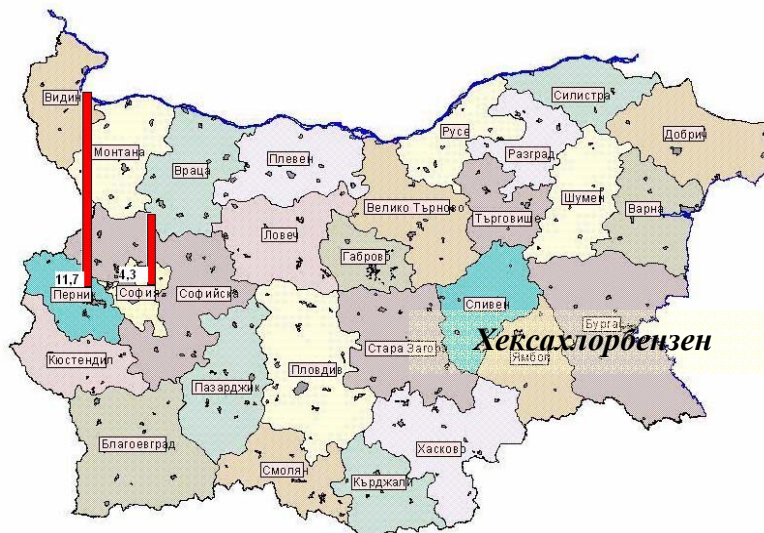 Видин
Силистра
Добрич
Русе
Монтана
Разград
Враца
Плевен
Шумен
Велико Търново
Варна
Търговище
Ловеч
Габрово
11,7
4,3
Перник
София
Софийска
Сливен
Бургас
Хексахлорбензен
Стара Загора
Ямбол
Кюстендил
Пловдив
Пазарджик
Благоевград
Хасково
Смолян
Кърджали